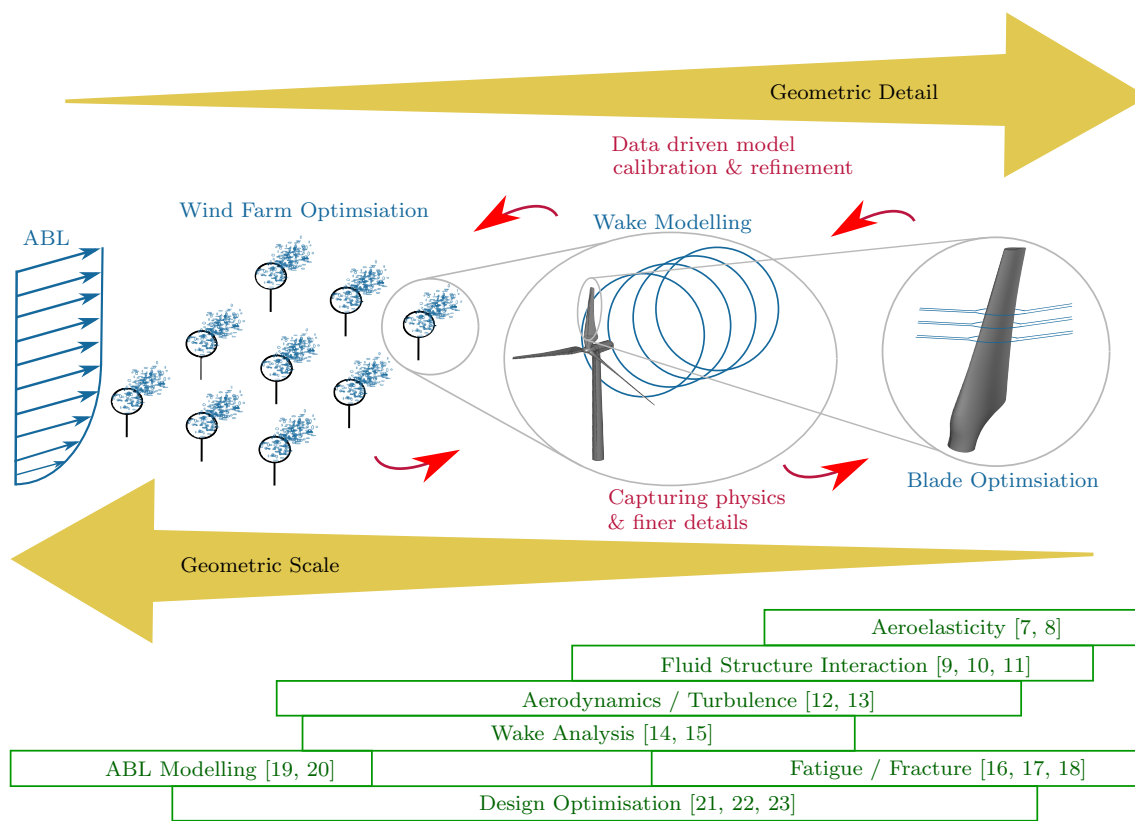 Geometric Detail
Data driven model
calibration & refinement
Wind Farm Optimsiation
Wake Modelling
ABL
Blade Optimsiation
Capturing physics
& finer details
Geometric Scale
Aeroelasticity [7, 8]
Fluid Structure Interaction [9, 10, 11]
Aerodynamics / Turbulence [12, 13]
Wake Analysis [14, 15]
ABL Modelling [19, 20]
Fatigue / Fracture [16, 17, 18]
Design Optimisation [21, 22, 23]